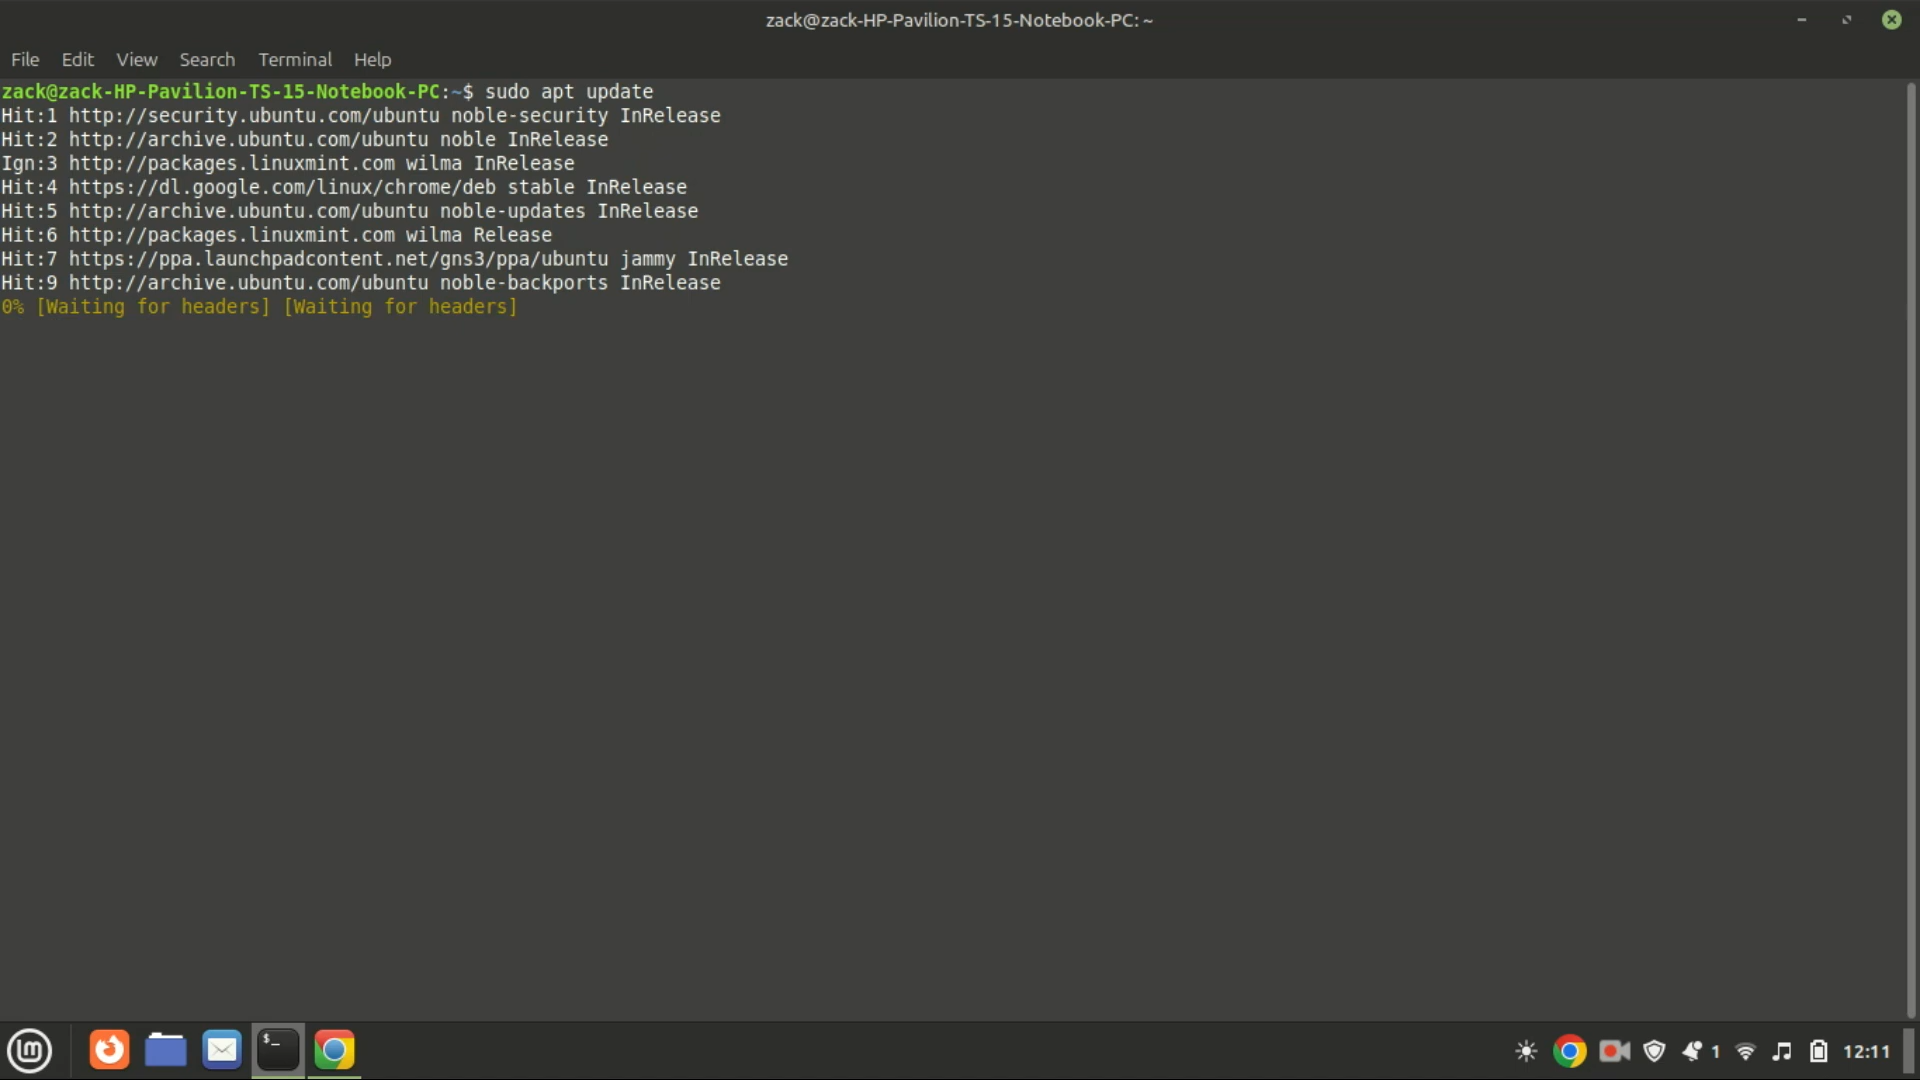 zack@zack-HP-Pavilion-TS-15-Notebook-PC: ~
File Edit View Search Terminal Help
zack@zack-HP-Pavilion-TS-15-Notebook-PC:~$ sudo apt update
Hit:1 http://security.ubuntu.com/ubuntu noble-security InRelease
Hit:2 http://archive.ubuntu.com/ubuntu noble InRelease
Ign:3 http://packages.linuxmint.com wilma InRelease
Hit:4 https://dl.google.com/linux/chrome/deb stable InRelease
Hit:5 http://archive.ubuntu.com/ubuntu noble-updates InRelease
Hit:6 http://packages.linuxmint.com wilma Release
Hit:7 https://ppa.launchpadcontent.net/gns3/ppa/ubuntu jammy InRelease
Hit:9 http://archive.ubuntu.com/ubuntu noble-backports InRelease
0% [Waiting for headers] [Waiting for headers]
$_
1 12:11